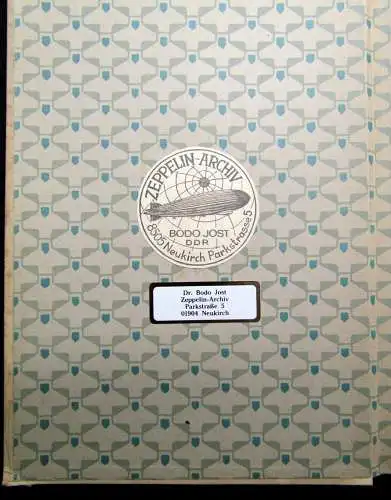 ZEPPELIN-ARCHIV
BODO JOST
DDR
8505 Neukirch Parkstrasse 5
Dr. Bodo Jost
Zeppelin-Archiv
Parkstraße 5
01904 Neukirch